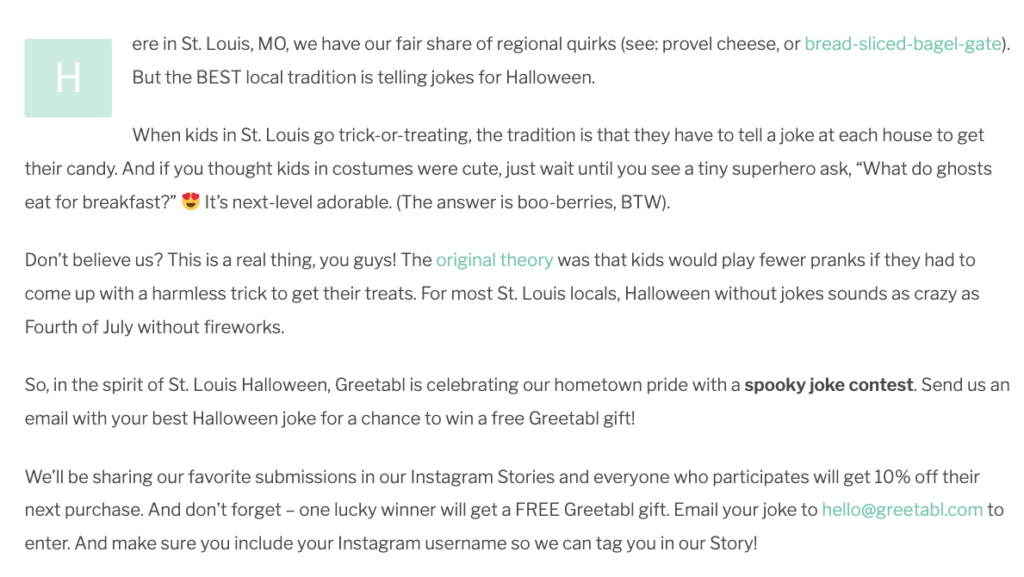 Here in St. Louis, MO, we have our fair share of regional quirks (see: provel cheese, or bread-sliced-bagel-gate).
But the BEST local tradition is telling jokes for Halloween.
When kids in St. Louis go trick-or-treating, the tradition is that they have to tell a joke at each house to get
their candy. And if you thought kids in costumes were cute, just wait until you see a tiny superhero ask, “What do ghosts
eat for breakfast?” 😍 It’s next-level adorable. (The answer is boo-berries, BTW).
Don’t believe us? This is a real thing, you guys! The original theory was that kids would play fewer pranks if they had to
come up with a harmless trick to get their treats. For most St. Louis locals, Halloween without jokes sounds as crazy as
Fourth of July without fireworks.
So, in the spirit of St. Louis Halloween, Greetabl is celebrating our hometown pride with a spooky joke contest. Send us an
email with your best Halloween joke for a chance to win a free Greetabl gift!
We’ll be sharing our favorite submissions in our Instagram Stories and everyone who participates will get 10% off their
next purchase. And don’t forget – one lucky winner will get a FREE Greetabl gift. Email your joke to hello@greetabl.com to
enter. And make sure you include your Instagram username so we can tag you in our Story!